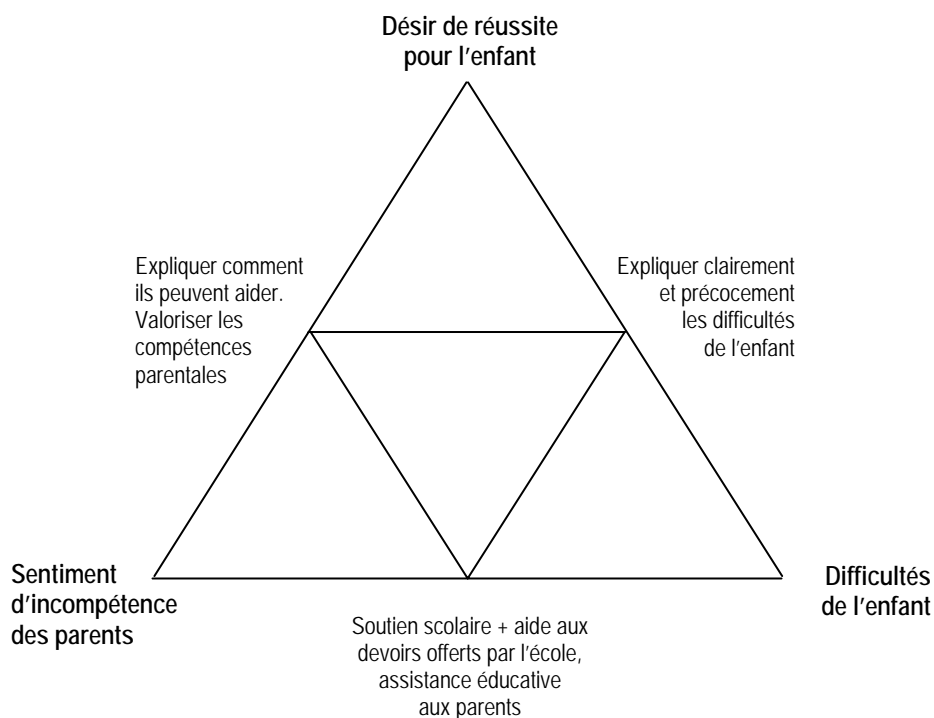 Désir de réussite
pour l'enfant
Expliquer comment
ils peuvent aider.
Valoriser les
compétences
parentales
Expliquer clairement
et précocement
les difficultés
de l'enfant
Sentiment
d'incompétence
des parents
Difficultés
de l'enfant
Soutien scolaire + aide aux
devoirs offerts par l'école,
assistance éducative
aux parents